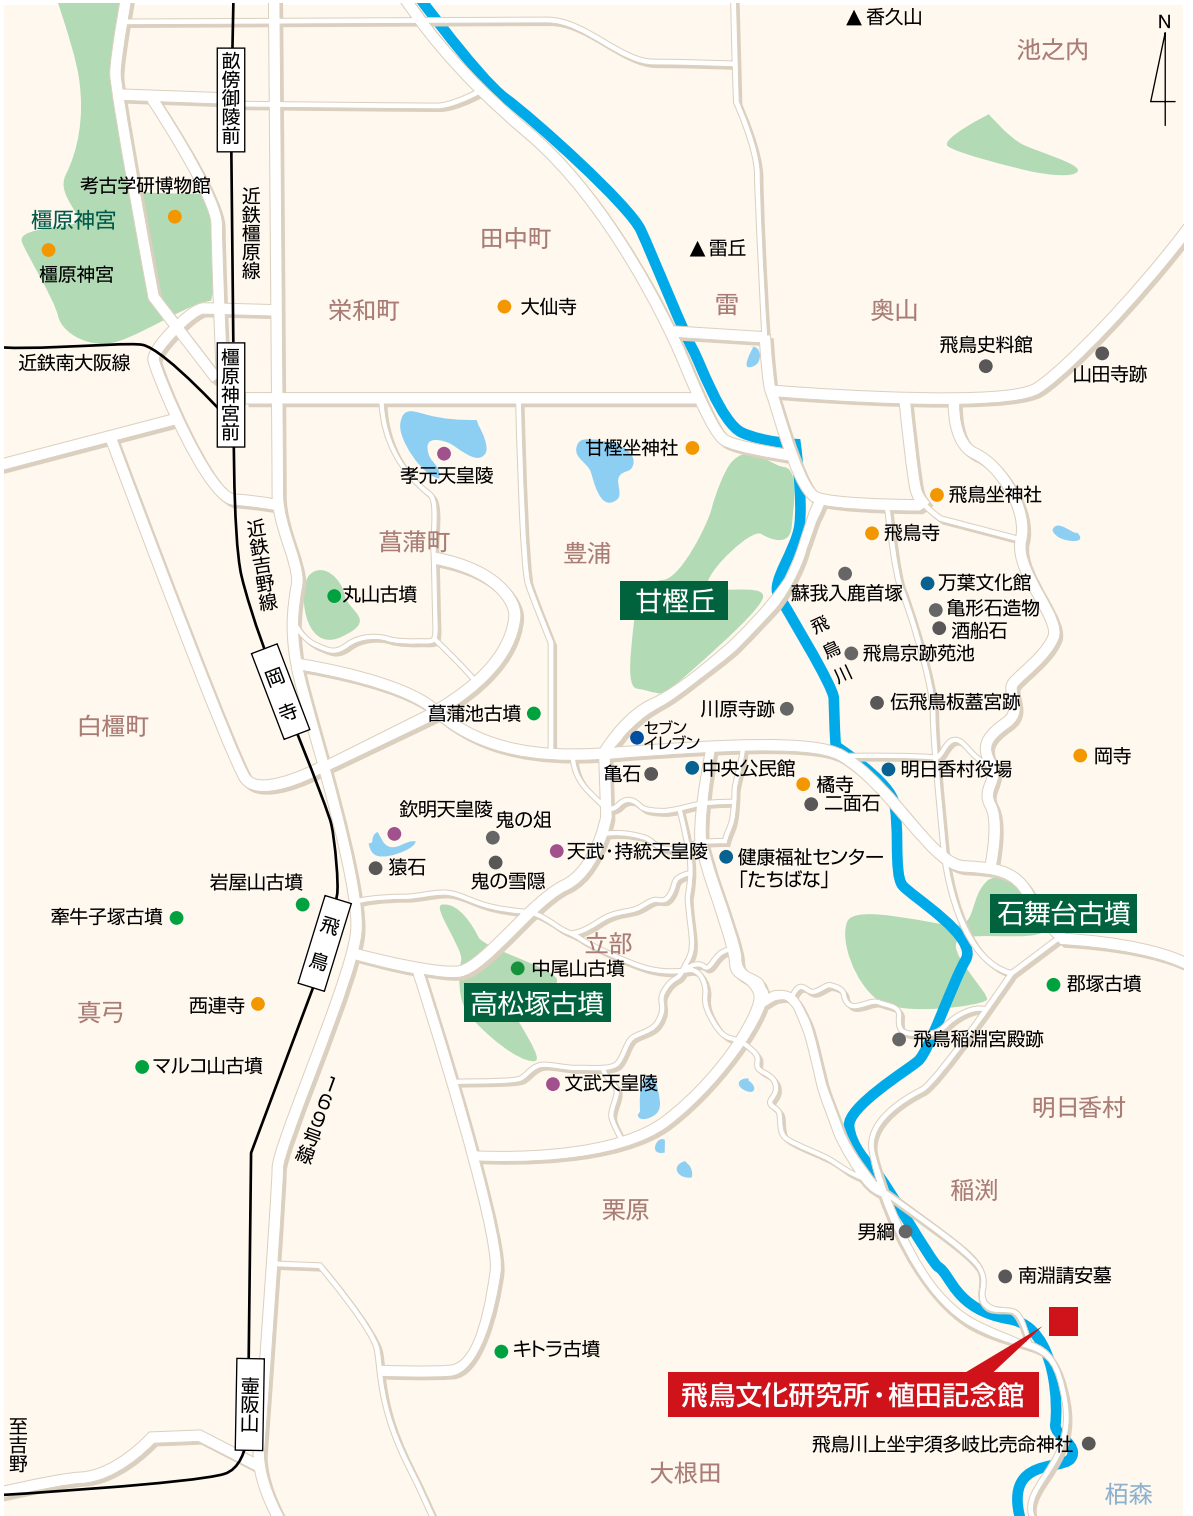 ▲香久山
N
池之内
畝傍御陵前
考古学研博物館
近鉄橿原線
橿原神宮
田中町
▲雷丘
橿原神宮
栄和町
大仙寺
雷
奥山
飛鳥史料館
近鉄南大阪線
橿原神宮前
山田寺跡
甘樫坐神社
孝元天皇陵
飛鳥坐神社
近鉄吉野線
菖蒲町
豊浦
飛鳥寺
丸山古墳
甘樫丘
蘇我入鹿首塚
万葉文化館
亀形石造物
酒船石
飛鳥川
飛鳥京跡苑池
岡寺
白橿町
菖蒲池古墳
川原寺跡
伝飛鳥板蓋宮跡
セブン
イレブン
岡寺
亀石
中央公民館
橘寺
明日香村役場
二面石
欽明天皇陵
鬼の俎
天武・持統天皇陵
健康福祉センター
「たちばな」
猿石
鬼の雪隠
岩屋山古墳
牽牛子塚古墳
飛鳥
石舞台古墳
立部
中尾山古墳
高松塚古墳
郡塚古墳
真弓
西連寺
飛鳥稲淵宮殿跡
マルコ山古墳
文武天皇陵
169号線
明日香村
稲渕
栗原
男綱
南淵請安墓
キトラ古墳
壷阪山
飛鳥文化研究所・植田記念館
至吉野
飛鳥川上坐宇須多岐比売命神社
大根田
栢森